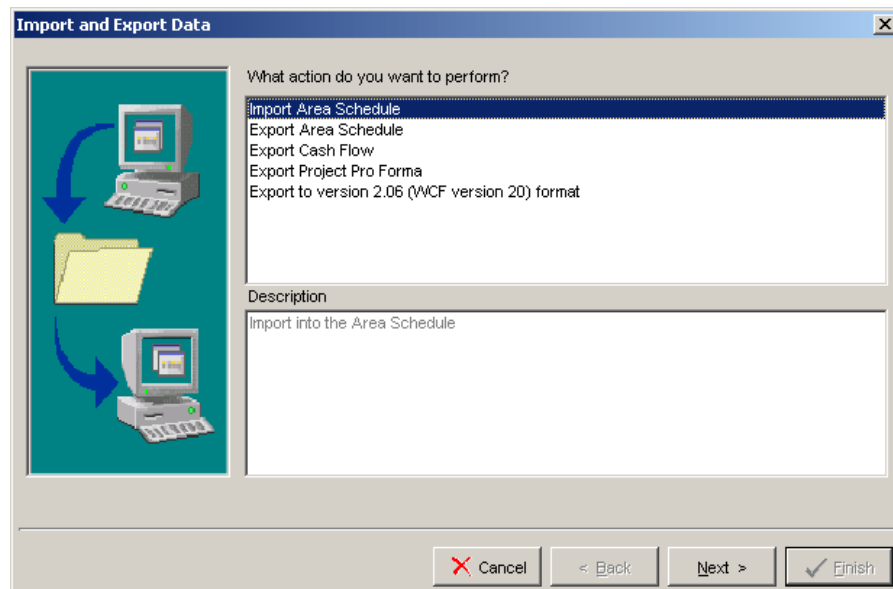 Import and Export Data
What action do you want to perform?
Import Area Schedule
Export Area Schedule
Export Cash Flow
Export Project Pro Forma
Export to version 2.06 (WCF version 20) format
Description
Import into the Area Schedule
Cancel
< Back
Next >
Finish